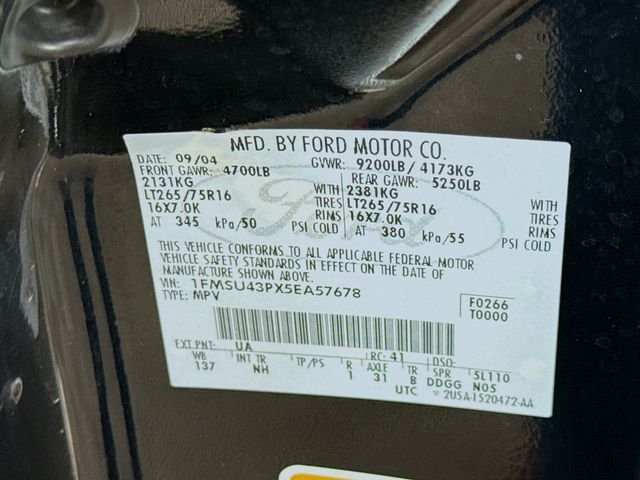 MFD. BY FORD MOTOR CO.
DATE: 09/04 GVWR: 9200LB/ 4173KG
FRONT GAWR: 4700LB REAR GAWR: 5250LB
2131KG WITH 2381KG WITH
LT265/75R16 TIRES LT265/75R16 TIRES
16X7.0K RIMS 16X7.0K RIMS
AT 345 kPa/50 PSI COLD AT 380 kPa/55 PSI COLD
THIS VEHICLE CONFORMS TO ALL APPLICABLE FEDERAL MOTOR
VEHICLE SAFETY STANDARDS IN EFFECT ON THE DATE OF
MANUFACTURE SHOWN ABOVE.
VIN: 1FMSU43PX5EA57678
TYPE: MPV
F0266
T0000
EXT PNT: UA RC: 41 DSO:
WB INT TR TP/PS R AXLE TR SPR 5L110
137 NH 1 31 B DDGG N05
UTC 2U5A-1520472-AA